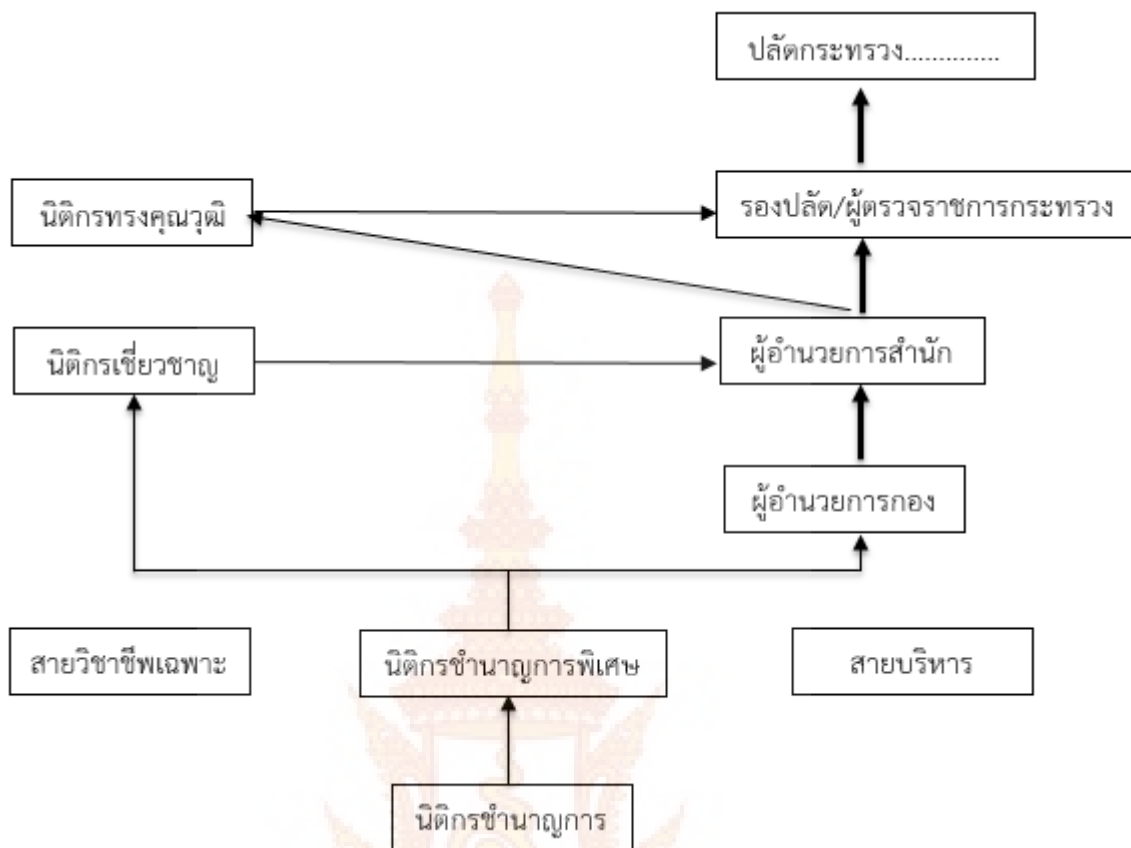 ปลัดกระทรวง..............
นิติกรทรงคุณวุฒิ
รองปลัด/ผู้ตรวจราชการกระทรวง
นิติกรเชี่ยวชาญ
ผู้อำนวยการสำนัก
ผู้อำนวยการกอง
สายวิชาชีพเฉพาะ
นิติกรชำนาญการพิเศษ
สายบริหาร
นิติกรชำนาญการ